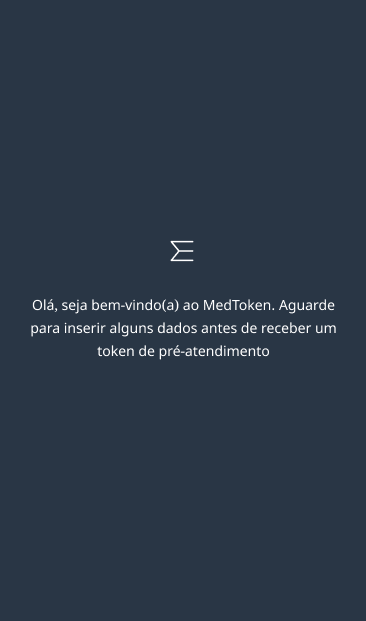 Olá, seja bem-vindo(a) ao MedToken. Aguarde
para inserir alguns dados antes de receber um
token de pré-atendimento